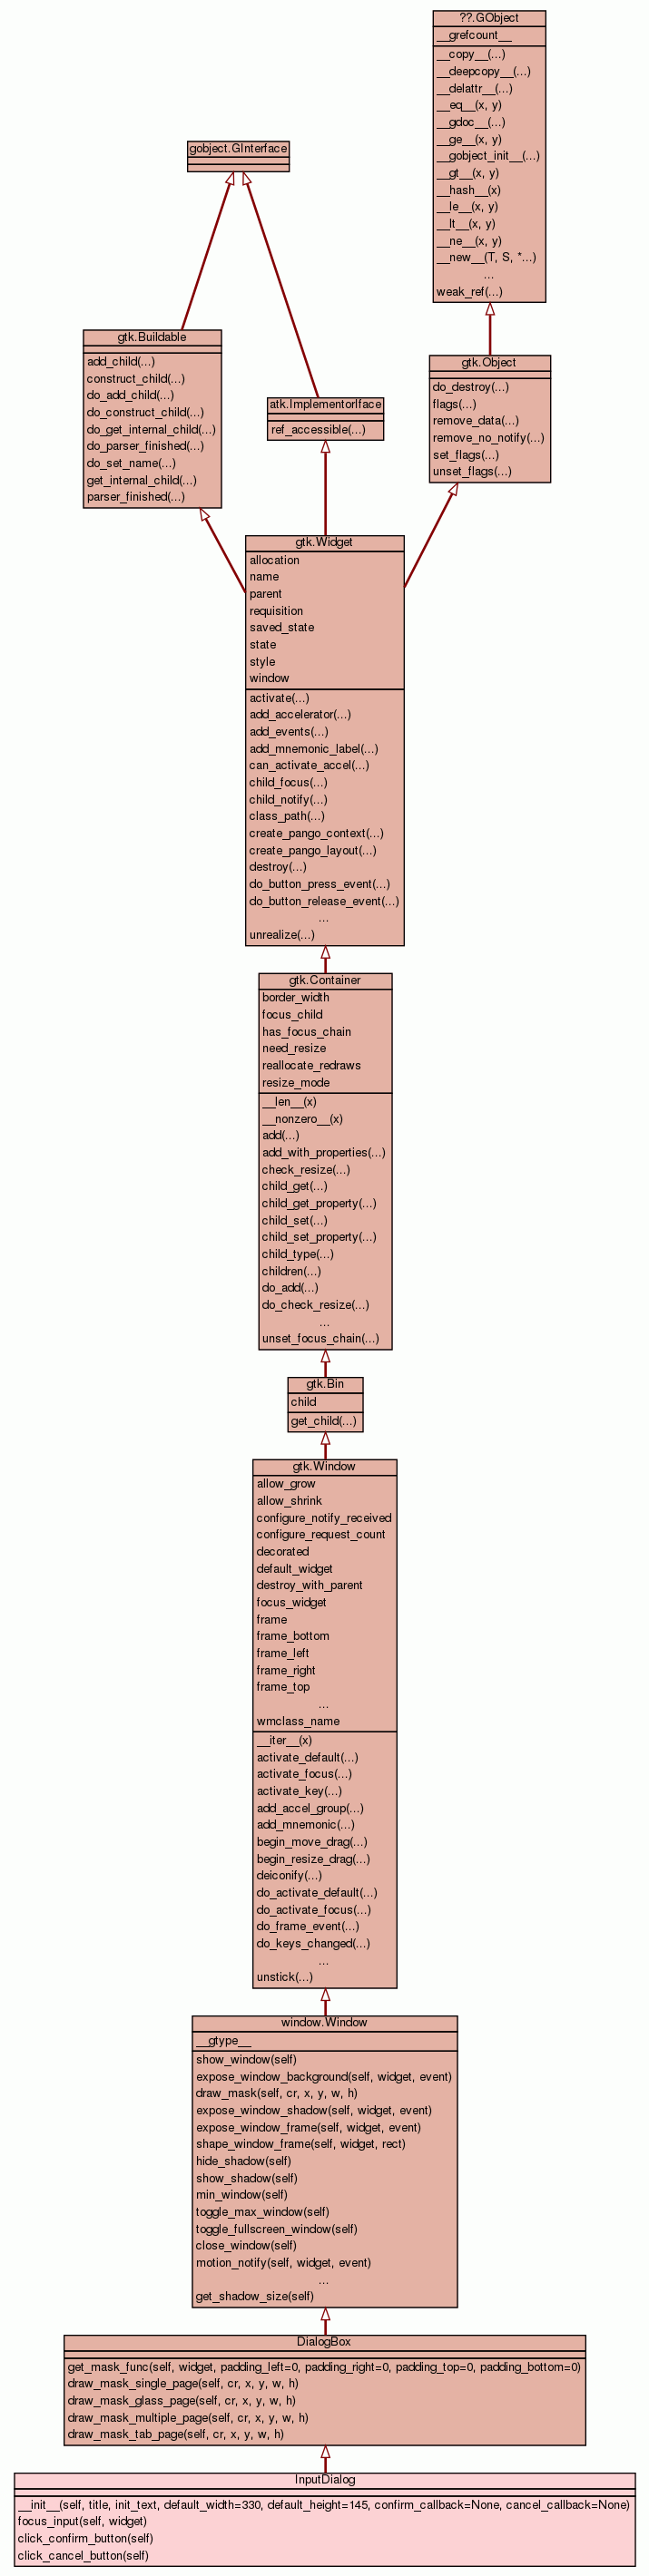 ??.GObject
__grefcount__
__copy__(...)
__deepcopy__(...)
__delattr__(...)
__eq__(x, y)
__gdoc__(...)
__ge__(x, y)
__gobject_init__(...)
__gt__(x, y)
__hash__(x)
__le__(x, y)
__lt__(x, y)
__ne__(x, y)
__new__(T, S, *...)
...
weak_ref(...)
gobject.GInterface
gtk.Buildable
add_child(...)
construct_child(...)
do_add_child(...)
do_construct_child(...)
do_get_internal_child(...)
do_parser_finished(...)
do_set_name(...)
get_internal_child(...)
parser_finished(...)
atk.ImplementorIface
ref_accessible(...)
gtk.Object
do_destroy(...)
flags(...)
remove_data(...)
remove_no_notify(...)
set_flags(...)
unset_flags(...)
gtk.Widget
allocation
name
parent
requisition
saved_state
state
style
window
activate(...)
add_accelerator(...)
add_events(...)
add_mnemonic_label(...)
can_activate_accel(...)
child_focus(...)
child_notify(...)
class_path(...)
create_pango_context(...)
create_pango_layout(...)
destroy(...)
do_button_press_event(...)
do_button_release_event(...)
...
unrealize(...)
gtk.Container
border_width
focus_child
has_focus_chain
need_resize
reallocate_redraws
resize_mode
__len__(x)
__nonzero__(x)
add(...)
add_with_properties(...)
check_resize(...)
child_get(...)
child_get_property(...)
child_set(...)
child_set_property(...)
child_type(...)
children(...)
do_add(...)
do_check_resize(...)
...
unset_focus_chain(...)
gtk.Bin
child
get_child(...)
gtk.Window
allow_grow
allow_shrink
configure_notify_received
configure_request_count
decorated
default_widget
destroy_with_parent
focus_widget
frame
frame_bottom
frame_left
frame_right
frame_top
...
wmclass_name
__iter__(x)
activate_default(...)
activate_focus(...)
activate_key(...)
add_accel_group(...)
add_mnemonic(...)
begin_move_drag(...)
begin_resize_drag(...)
deiconify(...)
do_activate_default(...)
do_activate_focus(...)
do_frame_event(...)
do_keys_changed(...)
...
unstick(...)
window.Window
__gtype__
show_window(self)
expose_window_background(self, widget, event)
draw_mask(self, cr, x, y, w, h)
expose_window_shadow(self, widget, event)
expose_window_frame(self, widget, event)
shape_window_frame(self, widget, rect)
hide_shadow(self)
show_shadow(self)
min_window(self)
toggle_max_window(self)
toggle_fullscreen_window(self)
close_window(self)
motion_notify(self, widget, event)
...
get_shadow_size(self)
DialogBox
get_mask_func(self, widget, padding_left=0, padding_right=0, padding_top=0, padding_bottom=0)
draw_mask_single_page(self, cr, x, y, w, h)
draw_mask_glass_page(self, cr, x, y, w, h)
draw_mask_multiple_page(self, cr, x, y, w, h)
draw_mask_tab_page(self, cr, x, y, w, h)
InputDialog
__init__(self, title, init_text, default_width=330, default_height=145, confirm_callback=None, cancel_callback=None)
focus_input(self, widget)
click_confirm_button(self)
click_cancel_button(self)